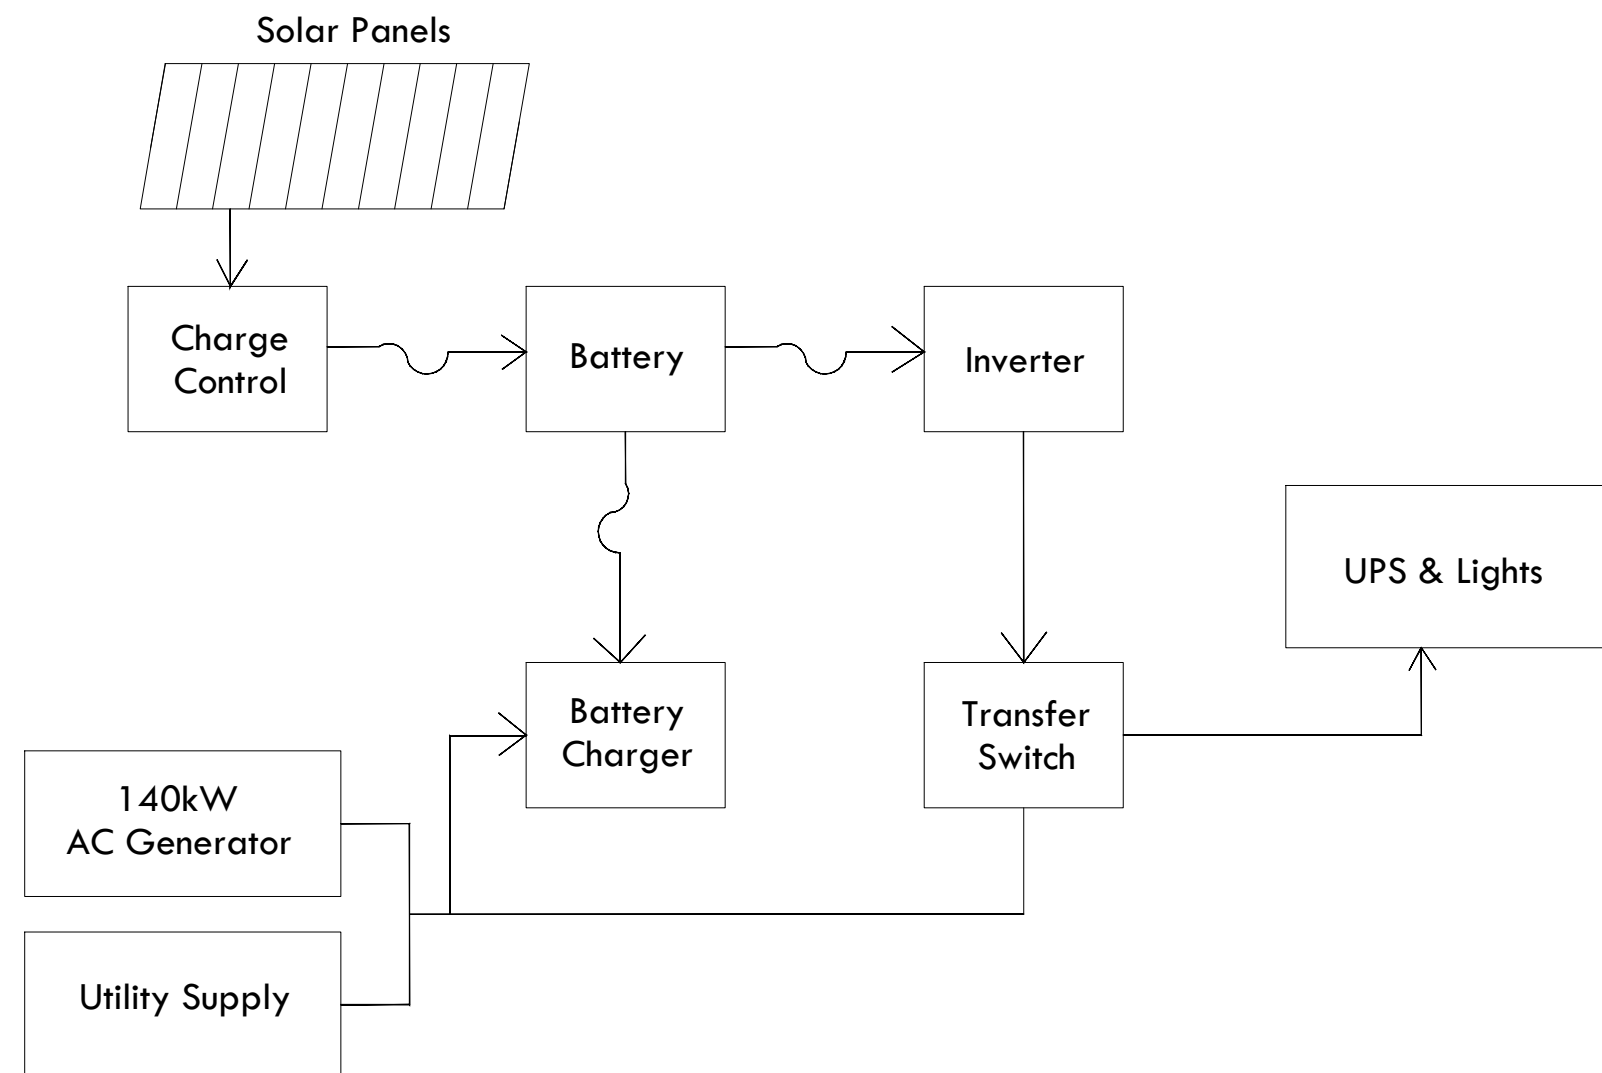 Solar Panels
Charge
Control
Battery
Inverter
UPS & Lights
Battery
Charger
Transfer
Switch
140kW
AC Generator
Utility Supply